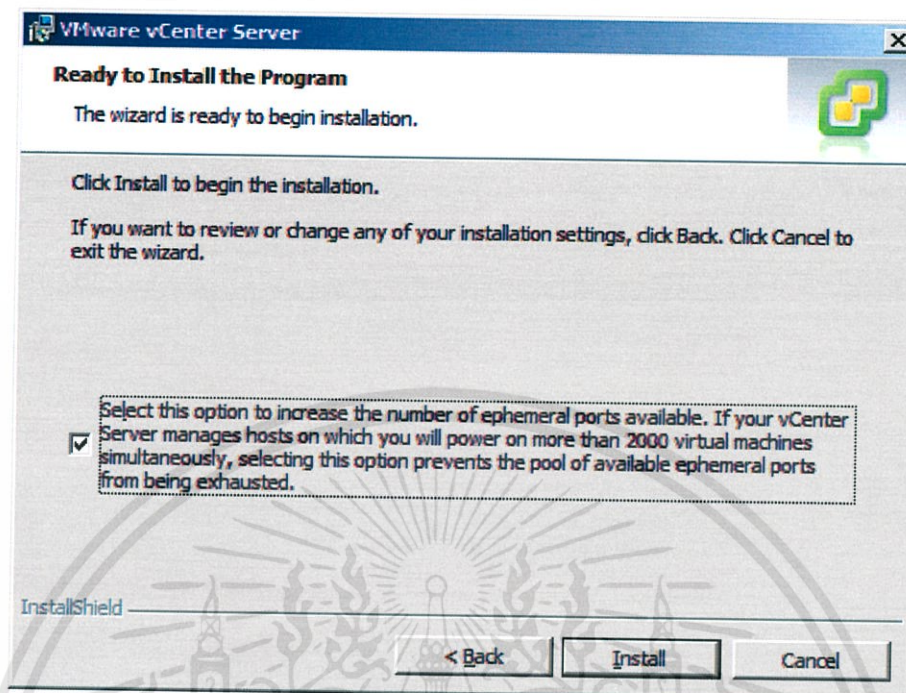 VMware vCenter Server
Ready to Install the Program
The wizard is ready to begin installation.
Click Install to begin the installation.
If you want to review or change any of your installation settings, click Back. Click Cancel to
exit the wizard.
Select this option to increase the number of ephemeral ports available. If your vCenter
Server manages hosts on which you will power on more than 2000 virtual machines
simultaneously, selecting this option prevents the pool of available ephemeral ports
from being exhausted.
InstallShield
< Back
Install
Cancel